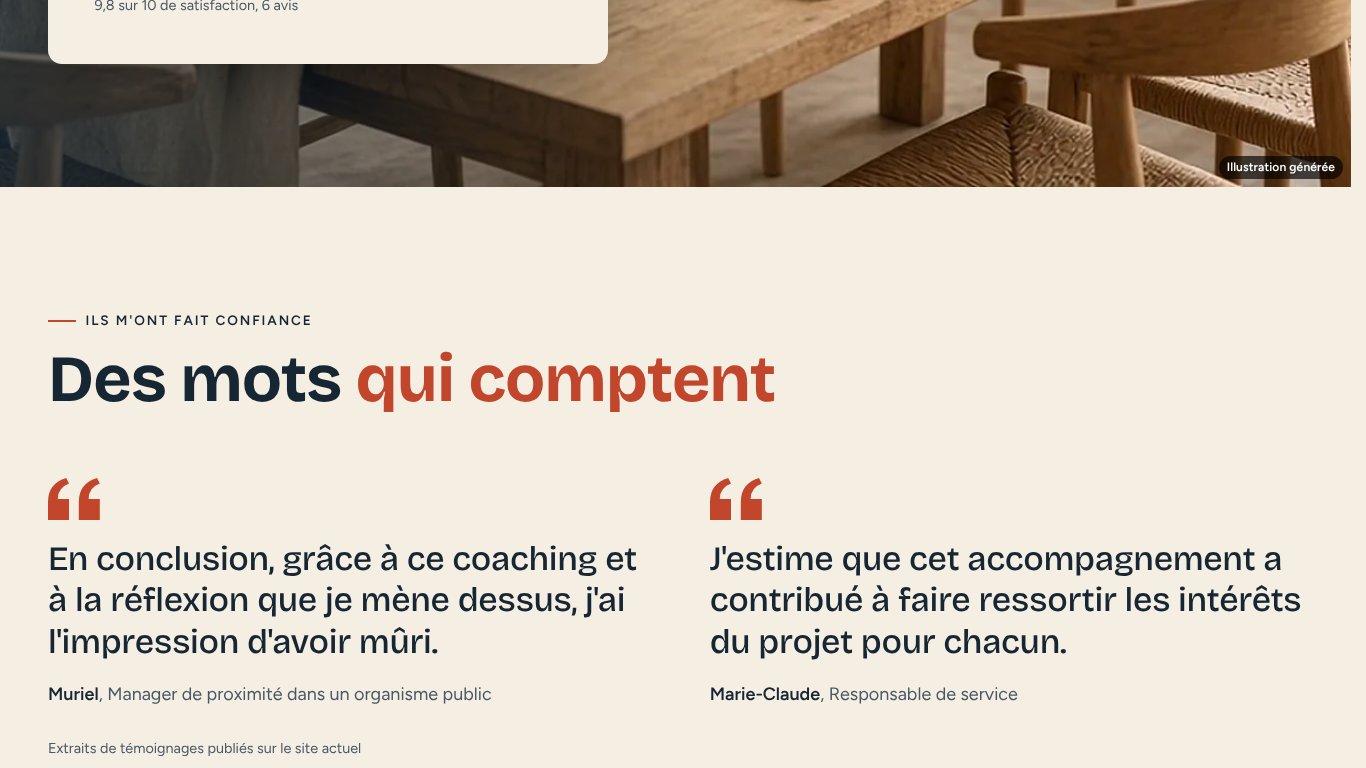 9,8 sur 10 de satisfaction, 6 avis
Illustration générée
ILS M'ONT FAIT CONFIANCE
Des mots qui comptent
En conclusion, grâce à ce coaching et
à la réflexion que je mène dessus, j'ai
l'impression d'avoir mûri.
Muriel, Manager de proximité dans un organisme public
J'estime que cet accompagnement a
contribué à faire ressortir les intérêts
du projet pour chacun.
Marie-Claude, Responsable de service
Extraits de témoignages publiés sur le site actuel